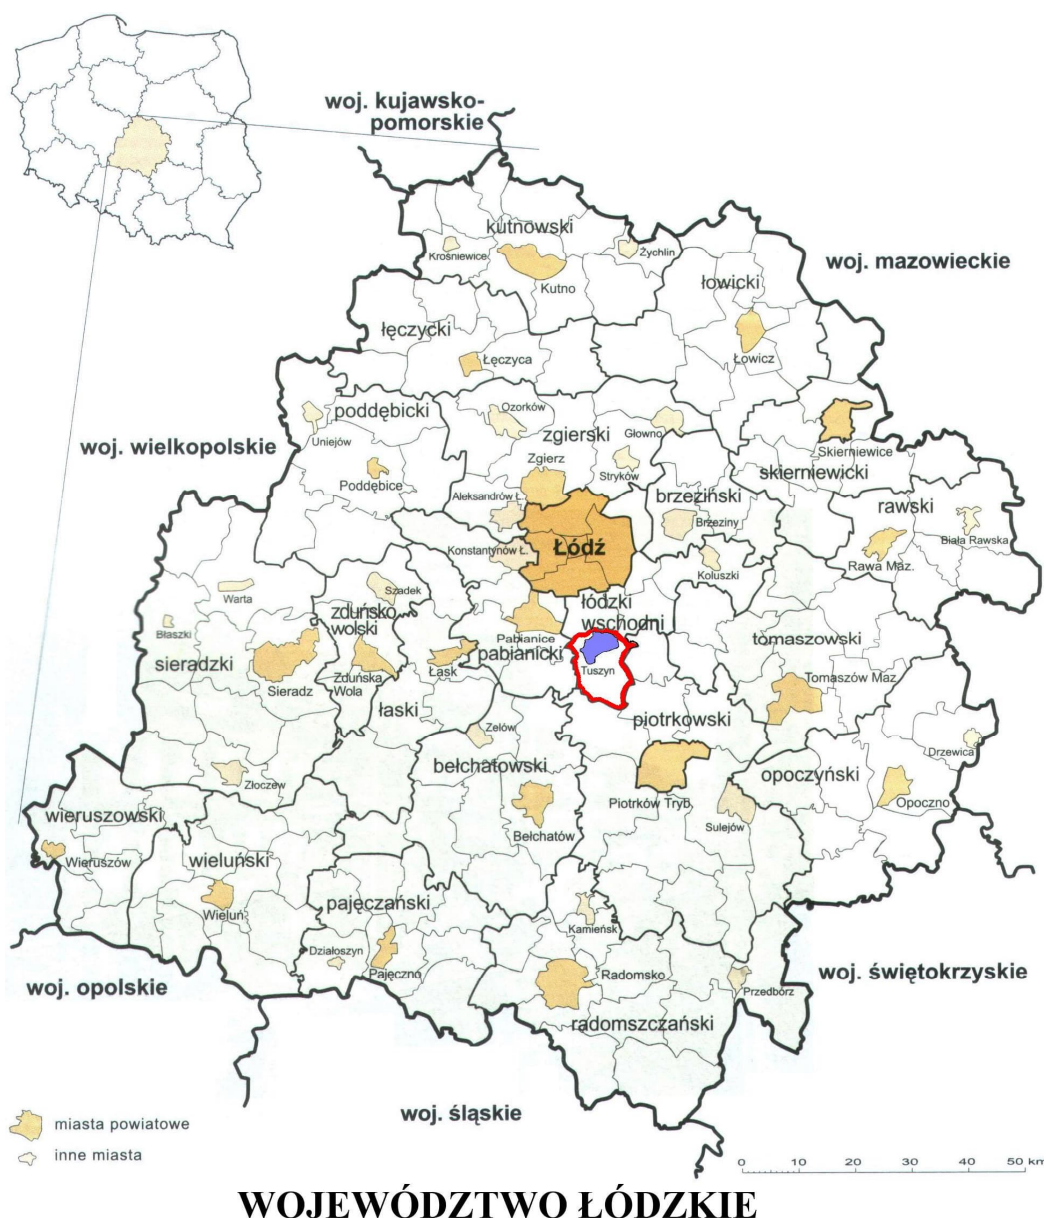 woj. kujawsko-
pomorskie
kutnowski
Krośniewice
Żychlin
Kutno
woj. mazowieckie
łowicki
łęczycki
Łęczyca
Łowicz
poddębicki
Ozorków
Uniejów
zgierski
Głowno
woj. wielkopolskie
Skierniewice
Zgierz
Stryków
skierniewicki
Poddębice
Aleksandrów Ł.
brzeziński
rawski
Brzeziny
Biała Rawska
Konstantynów Ł.
Łódź
Rawa Maz.
Koluszki
Szadek
Warta
łódzki
wschodni
zduńsko
wolski
Błaszki
Pabianice
tomaszowski
pabianicki
sieradzki
Łask
Tuszyn
Zduńska
Wola
Sieradz
Tomaszów Maz.
łaski
piotrkowski
Zelów
Drzewica
bełchatowski
opoczyński
Złoczew
Piotrków Tryb.
Opoczno
wieruszowski
Sulejów
Bełchatów
Wieruszów
wieluński
pajęczański
Wieluń
Kamieńsk
Działoszyn
Pajęczno
Radomsko
woj. świętokrzyskie
woj. opolskie
Przedbórz
radomszczański
woj. śląskie
miasta powiatowe
inne miasta
0 10 20 30 40 50 km
WOJEWÓDZTWO ŁÓDZKIE